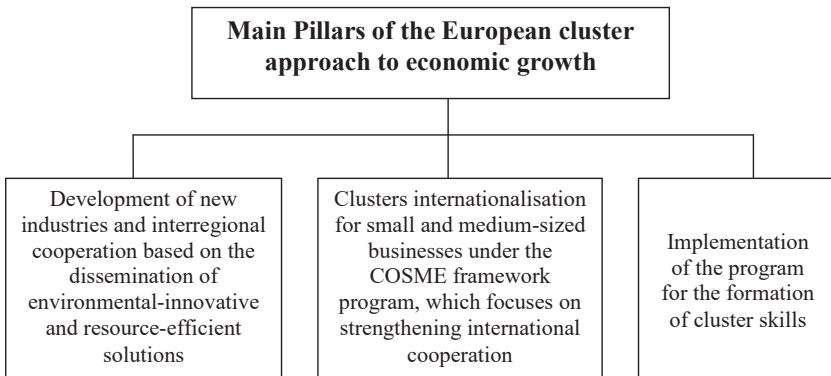 Main Pillars of the European cluster
approach to economic growth
Development of new
industries and interregional
cooperation based on the
dissemination of
environmental-innovative
and resource-efficient
solutions
Clusters internationalisation
for small and medium-sized
businesses under the
COSME framework
program, which focuses on
strengthening international
cooperation
Implementation
of the program
for the formation
of cluster skills